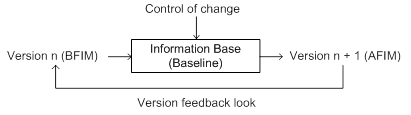 Control of change
Version n (BFIM)
Information Base
(Baseline)
Version n + 1 (AFIM)
Version feedback look